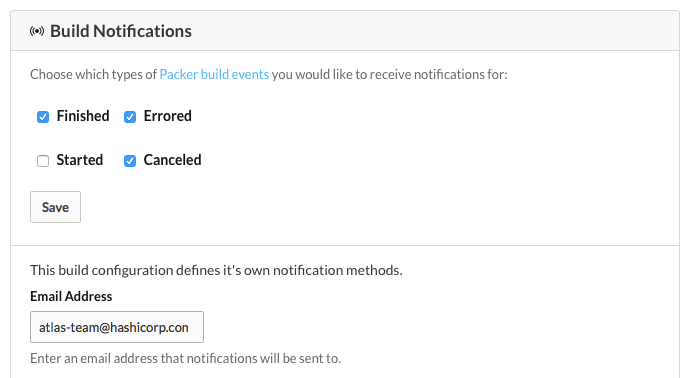 Build Notifications
Choose which types of Packer build events you would like to receive notifications for:
Finished Errored
Started Canceled
Save
This build configuration defines it's own notification methods.
Email Address
atlas-team@hashicorp.con
Enter an email address that notifications will be sent to.